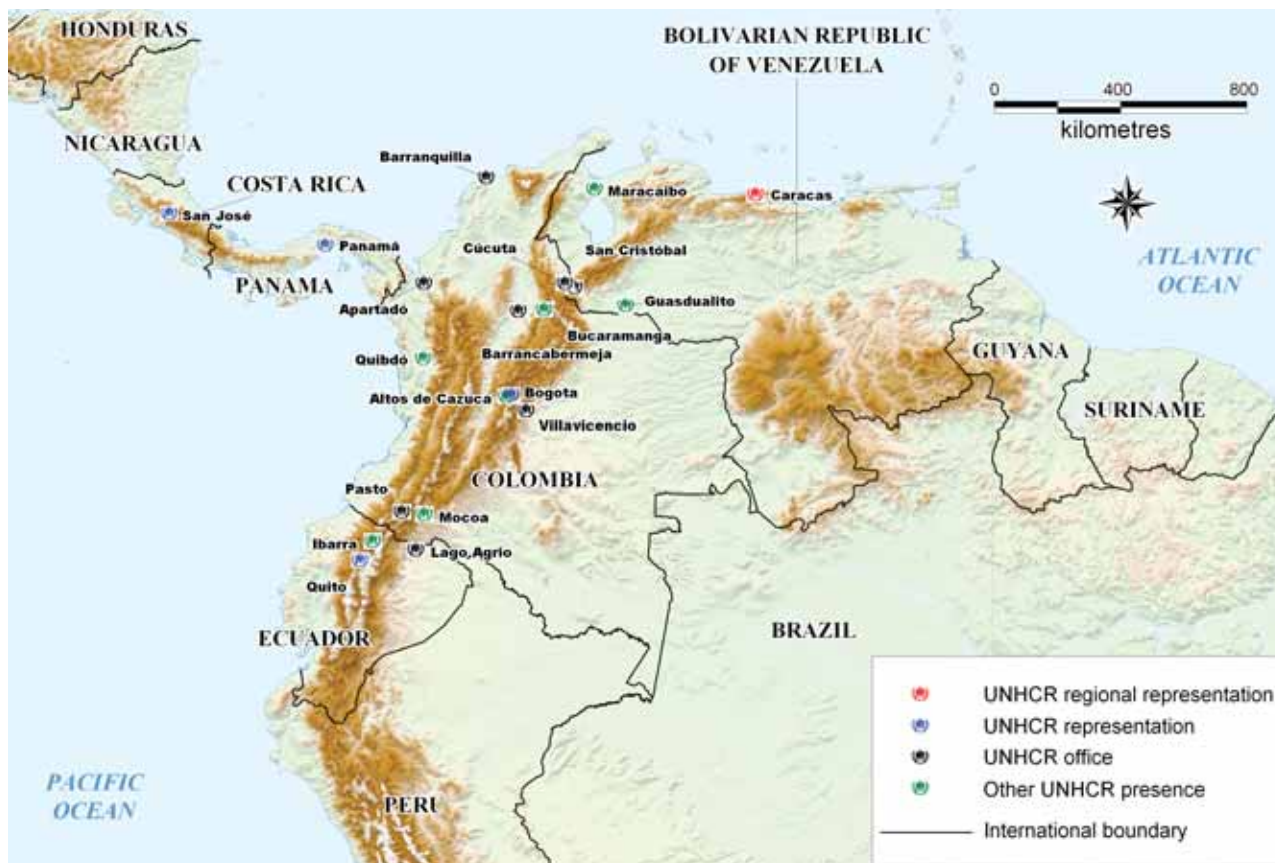 HONDURAS
BOLIVARIAN REPUBLIC
OF VENEZUELA
0 400 800
kilometres
NICARAGUA
Barranquilla
COSTA RICA
Maracaibo
Caracas
San José
Panamá
Cúcuta
San Cristóbal
ATLANTIC
OCEAN
PANAMA
Apartadó
Guasdualito
Bucaramanga
Barrancabermeja
Quibdó
GUYANA
Altos de Cazuca
Bogota
SURINAME
Villavicencio
COLOMBIA
Pasto
Mocoa
Ibarra
Lago,Agrio
Quito
ECUADOR
BRAZIL
PACIFIC
OCEAN
PERU
UNHCR regional representation
UNHCR representation
UNHCR office
Other UNHCR presence
International boundary